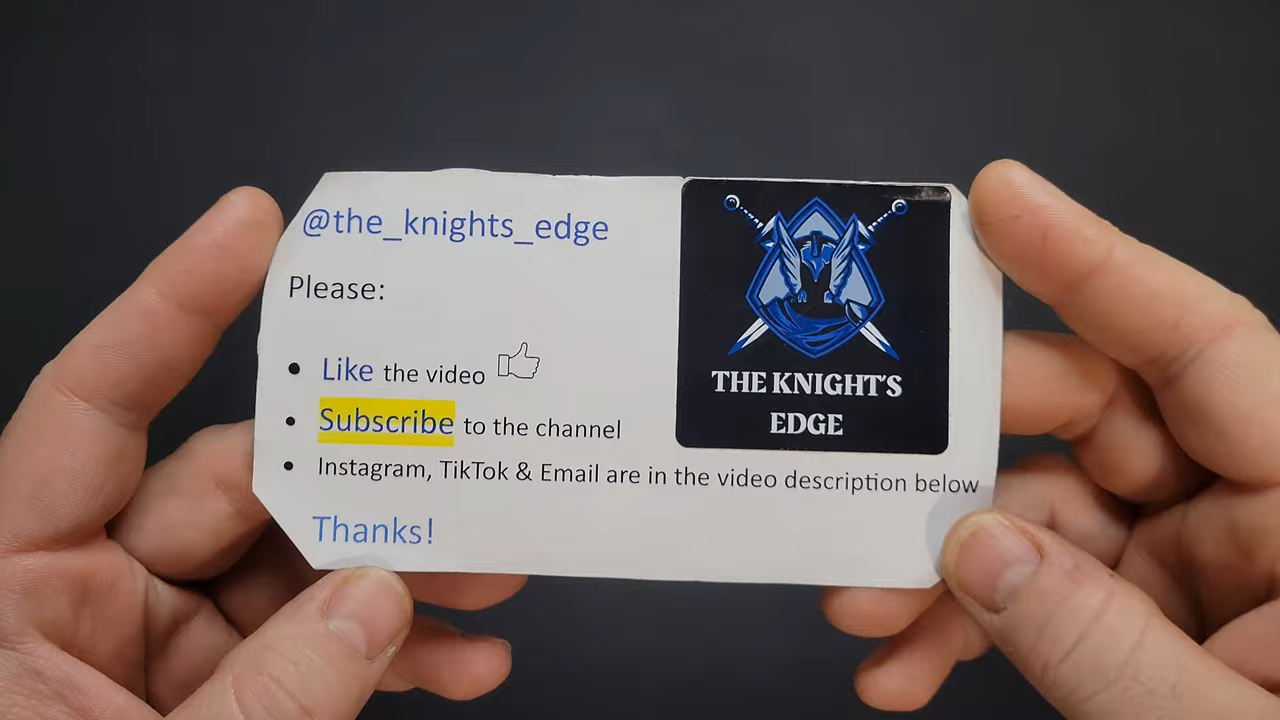 @the_knights_edge
Please:
• Like the video
• Subscribe to the channel
• Instagram, TikTok & Email are in the video description below
Thanks!
THE KNIGHT'S
EDGE